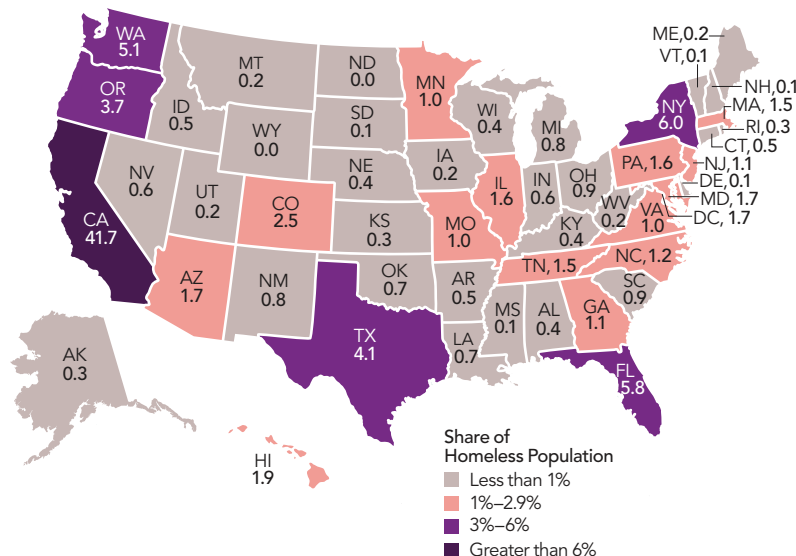 WA
5.1
OR
3.7
CA
41.7
ID
0.5
NV
0.6
MT
0.2
WY
0.0
UT
0.2
AZ
1.7
CO
2.5
NM
0.8
ND
0.0
SD
0.1
NE
0.4
KS
0.3
OK
0.7
TX
4.1
MN
1.0
IA
0.2
MO
1.0
AR
0.5
LA
0.7
WI
0.4
IL
1.6
MI
0.8
IN
0.6
OH
0.9
KY
0.4
TN, 1.5
MS
0.1
AL
0.4
GA
1.1
FL
5.8
SC
0.9
NC, 1.2
VA
1.0
WV
0.2
PA, 1.6
NY
6.0
ME,0.2
VT,0.1
NH,0.1
MA, 1.5
RI,0.3
CT,0.5
NJ,1.1
DE,0.1
MD, 1.7
DC, 1.7
AK
0.3
HI
1.9
Share of
Homeless Population
Less than 1%
1%–2.9%
3%–6%
Greater than 6%